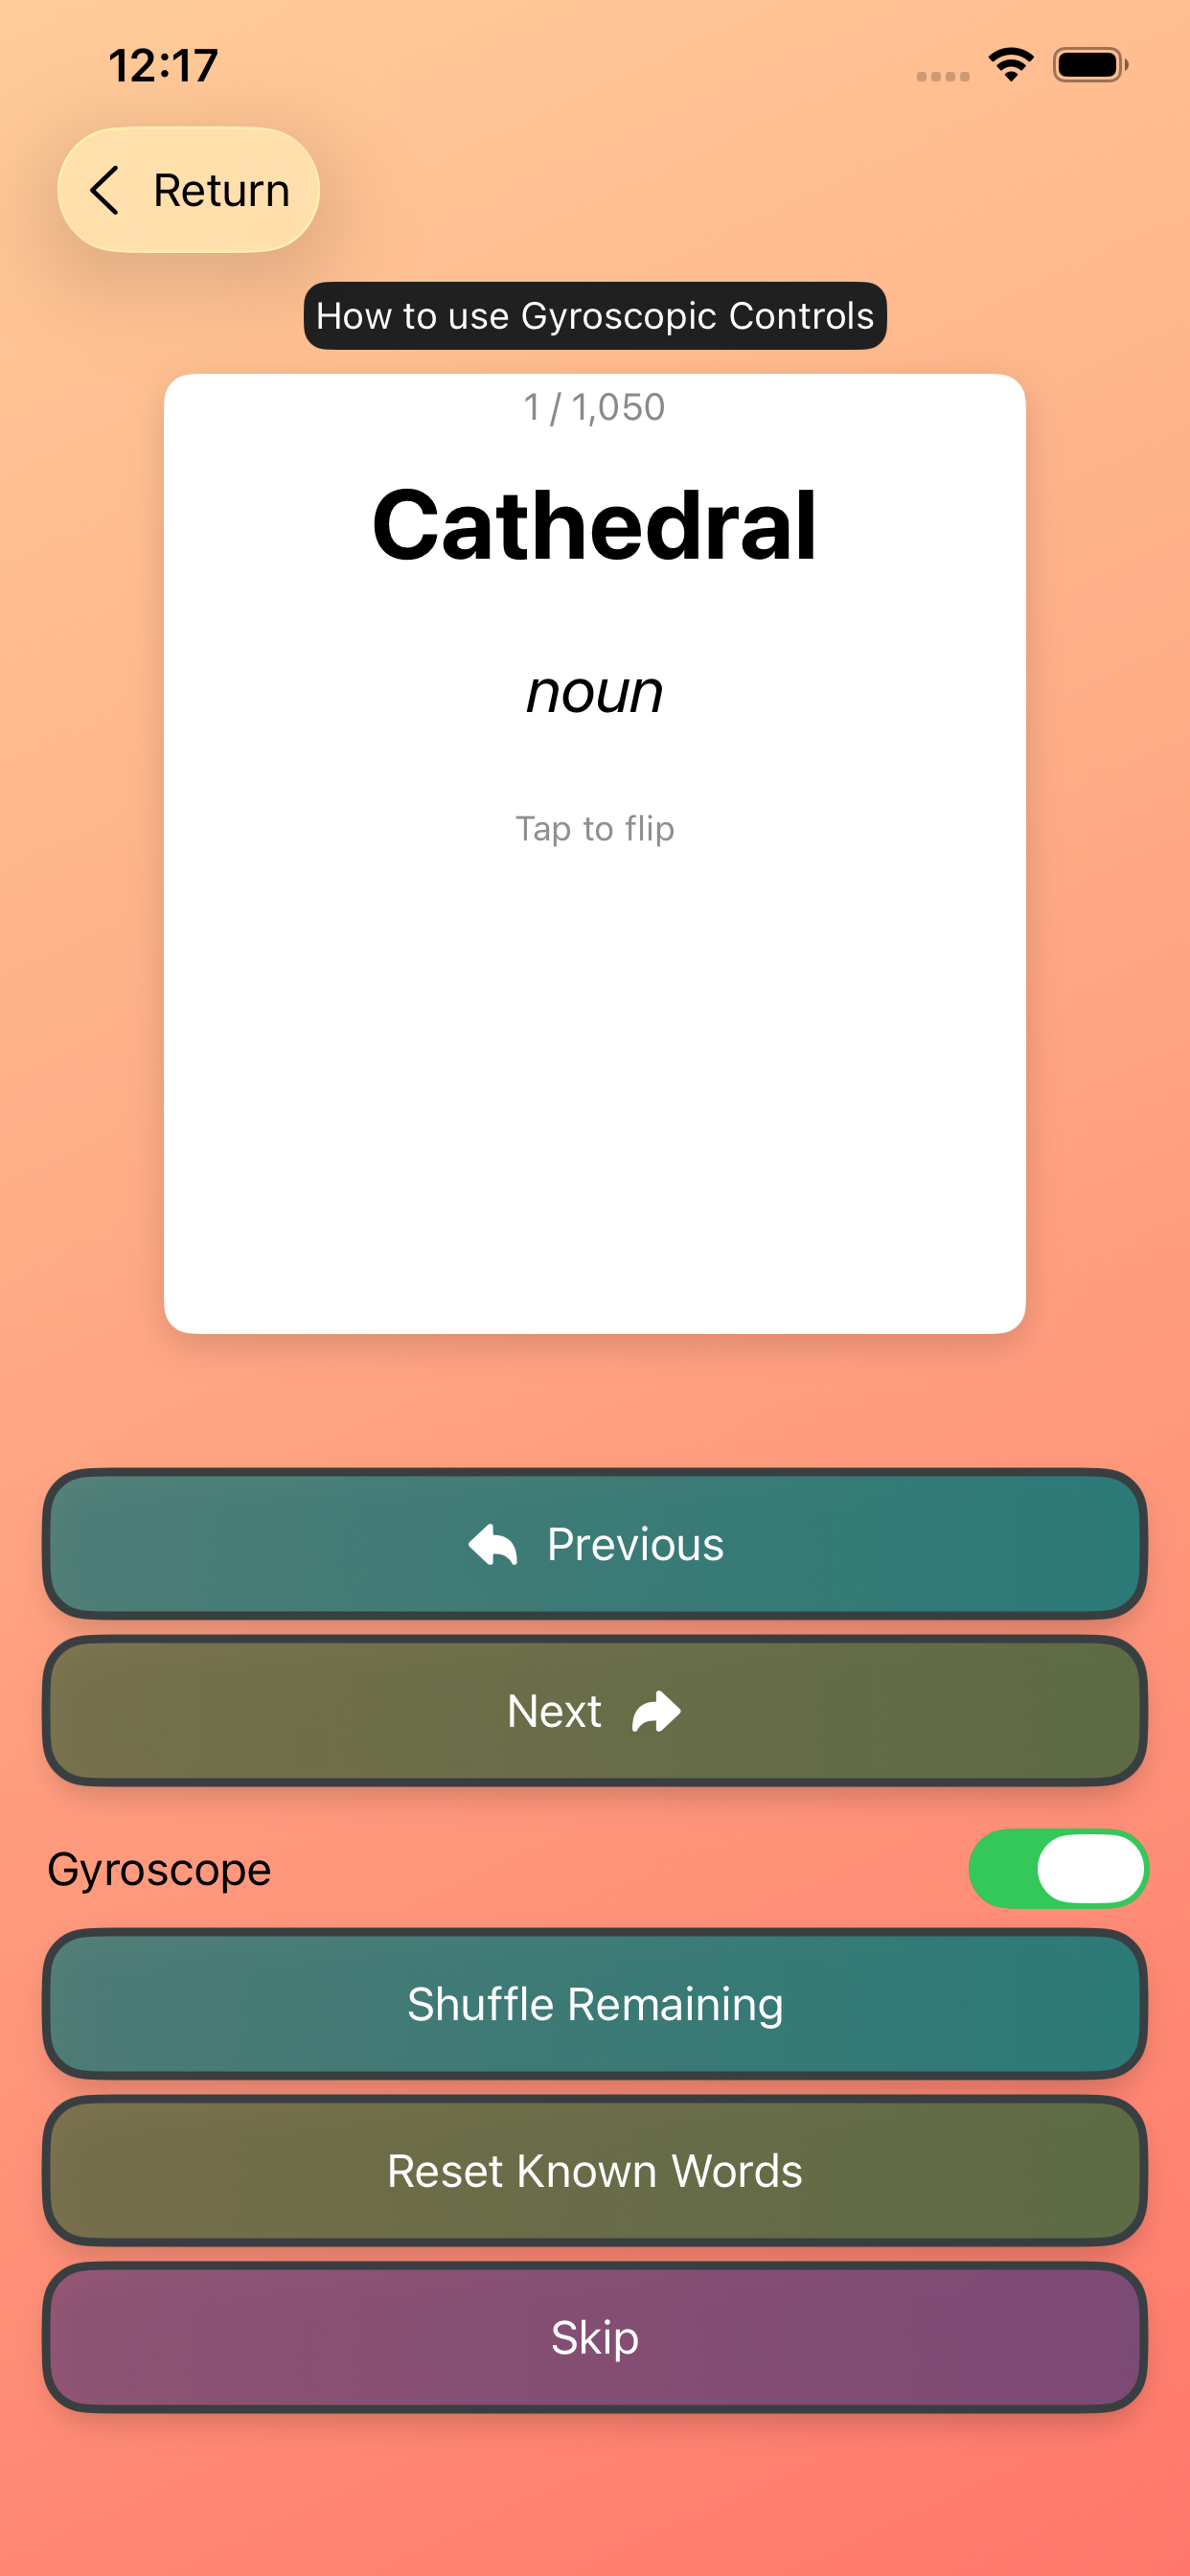 12:17
Return
How to use Gyroscopic Controls
1 / 1,050
Cathedral
noun
Tap to flip
Previous
Next
Gyroscope
Shuffle Remaining
Reset Known Words
Skip